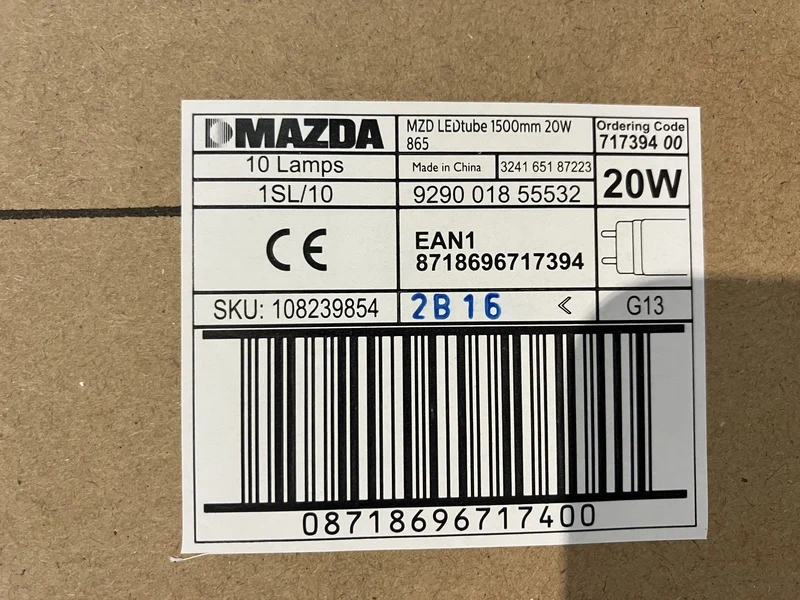 MAZDA
MZD LEDtube 1500mm 20W
865
Ordering Code
717394 00
10 Lamps
Made in China
3241 651 87223
20W
1SL/10
9290 018 55532
CE
EAN1
8718696717394
SKU: 108239854
2B16
<
G13
08718696717400